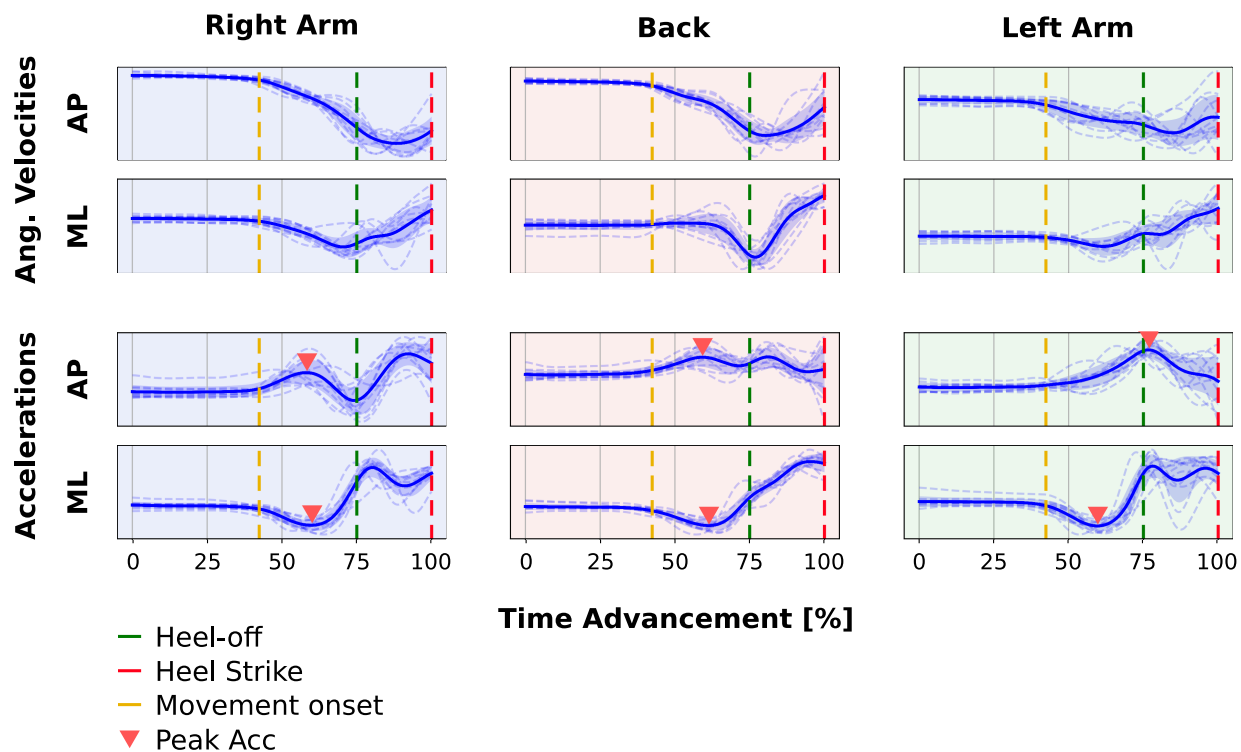 Right Arm
Back
Left Arm
Ang. Velocities
AP
ML
Accelerations
AP
ML
0 25 50 75 100
0 25 50 75 100
0 25 50 75 100
Time Advancement [%]
Heel-off
Heel Strike
Movement onset
Peak Acc